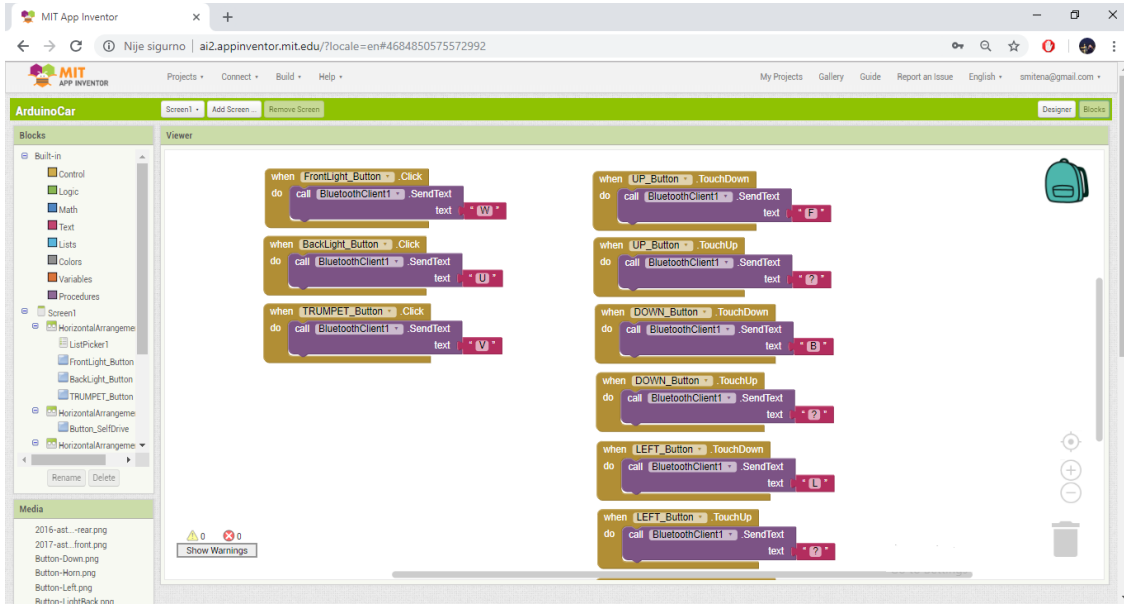 MIT App Inventor
Nije sigurno | ai2.appinventor.mit.edu/?locale=en#4684850575572992
MIT
APP INVENTOR
Projects Connect Build Help My Projects Gallery Guide Report an Issue English smitena@gmail.com
ArduinoCar Screen1 Add Screen ... Remove Screen Designer Blocks
Blocks
Built-in
Control
Logic
Math
Text
Lists
Colors
Variables
Procedures
Screen1
HorizontalArrangeme
ListPicker1
FrontLight_Button
BackLight_Button
TRUMPET_Button
HorizontalArrangeme
Button_SelfDrive
HorizontalArrangeme
Rename Delete
Media
2016-ast...-rear.png
2017-ast...front.png
Button-Down.png
Button-Horn.png
Button-Left.png
Button-LightBack.png
Viewer
when FrontLight_Button .Click
do call BluetoothClient1 .SendText
text " W "
when BackLight_Button .Click
do call BluetoothClient1 .SendText
text " U "
when TRUMPET_Button .Click
do call BluetoothClient1 .SendText
text " V "
when UP_Button .TouchDown
do call BluetoothClient1 .SendText
text " F "
when UP_Button .TouchUp
do call BluetoothClient1 .SendText
text " ? "
when DOWN_Button .TouchDown
do call BluetoothClient1 .SendText
text " B "
when DOWN_Button .TouchUp
do call BluetoothClient1 .SendText
text " ? "
when LEFT_Button .TouchDown
do call BluetoothClient1 .SendText
text " L "
when LEFT_Button .TouchUp
do call BluetoothClient1 .SendText
text " ? "
0 0
Show Warnings